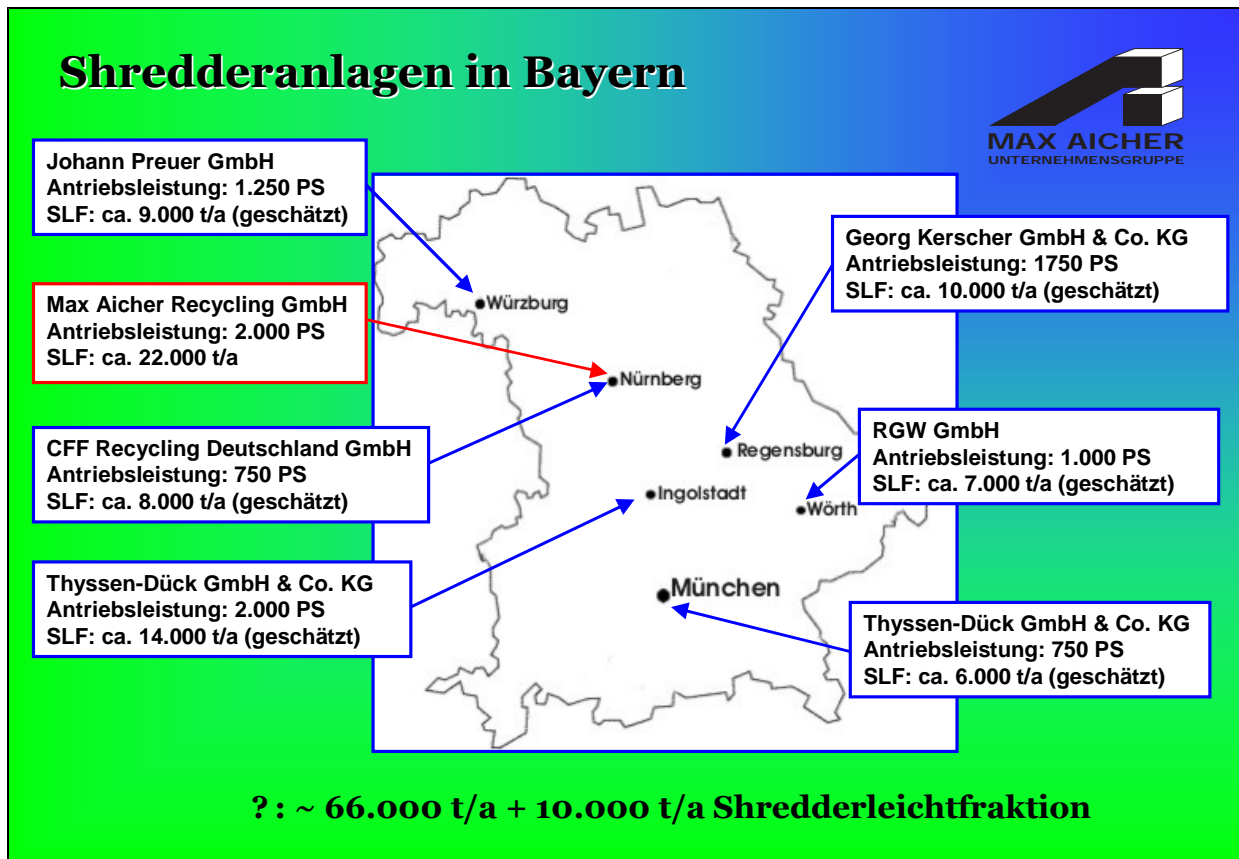 Shredderanlagen in Bayern
MAX AICHER
UNTERNEHMENSGRUPPE
Johann Preuer GmbH
Antriebsleistung: 1.250 PS
SLF: ca. 9.000 t/a (geschätzt)
Georg Kerscher GmbH & Co. KG
Antriebsleistung: 1750 PS
SLF: ca. 10.000 t/a (geschätzt)
Max Aicher Recycling GmbH
Antriebsleistung: 2.000 PS
SLF: ca. 22.000 t/a
Würzburg
Nürnberg
CFF Recycling Deutschland GmbH
Antriebsleistung: 750 PS
SLF: ca. 8.000 t/a (geschätzt)
Regensburg
RGW GmbH
Antriebsleistung: 1.000 PS
SLF: ca. 7.000 t/a (geschätzt)
Ingolstadt
Wörth
Thyssen-Dück GmbH & Co. KG
Antriebsleistung: 2.000 PS
SLF: ca. 14.000 t/a (geschätzt)
München
Thyssen-Dück GmbH & Co. KG
Antriebsleistung: 750 PS
SLF: ca. 6.000 t/a (geschätzt)
? : ~ 66.000 t/a + 10.000 t/a Shredderleichtfraktion